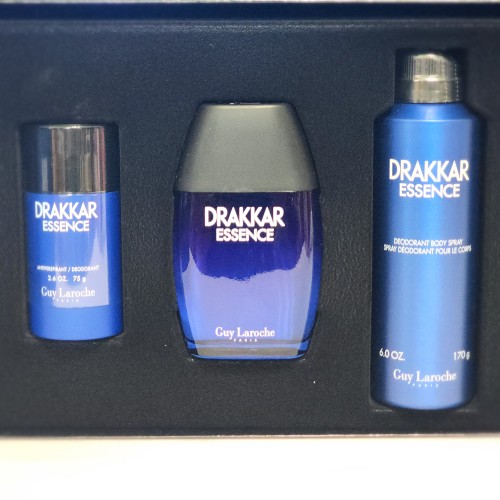 DRAKKAR
ESSENCE
ANTIPERSPIRANT / DEODORANT
2.6 OZ. 75 g
Guy Laroche
PARIS
DRAKKAR
ESSENCE
Guy Laroche
PARIS
DRAKKAR
ESSENCE
DEODORANT BODY SPRAY
SPRAY DÉODORANT POUR LE CORPS
6.0 OZ. 170 g
Guy Laroche
PARIS